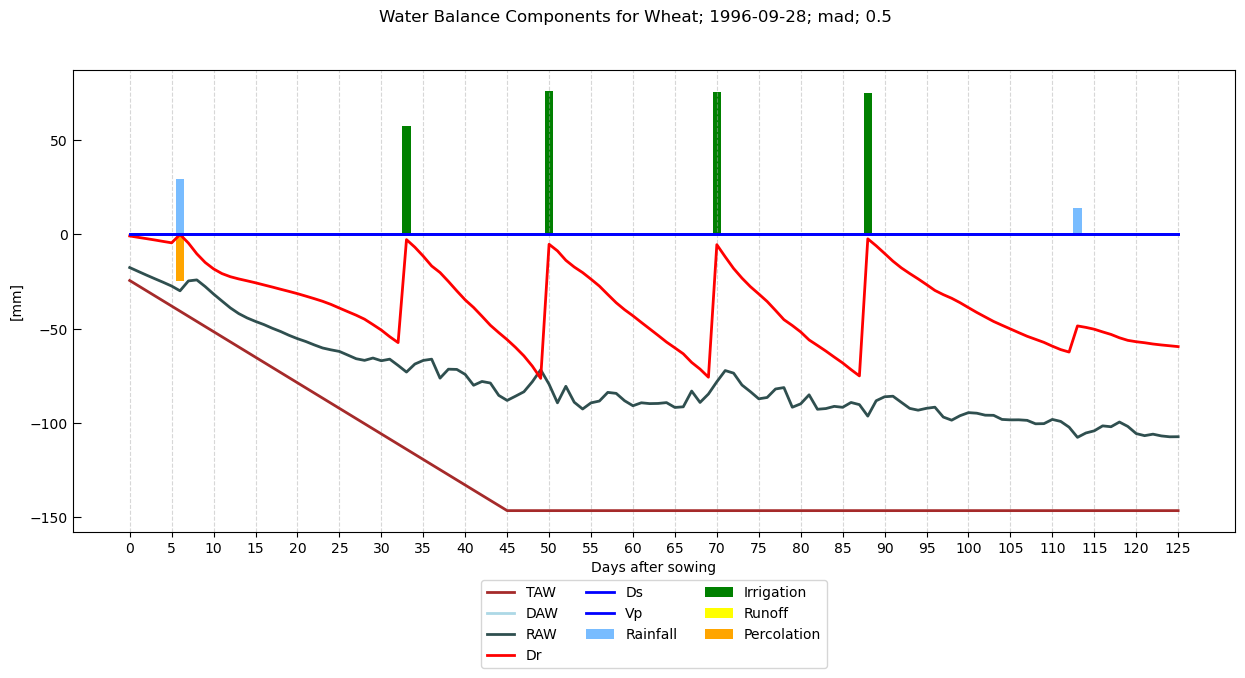 Water Balance Components for Wheat; 1996-09-28; mad; 0.5
50
0
−50
−100
−150
[mm]
0 5 10 15 20 25 30 35 40 45 50 55 60 65 70 75 80 85 90 95 100 105 110 115 120 125
Days after sowing
TAW Ds Irrigation
DAW Vp Runoff
RAW Rainfall Percolation
Dr